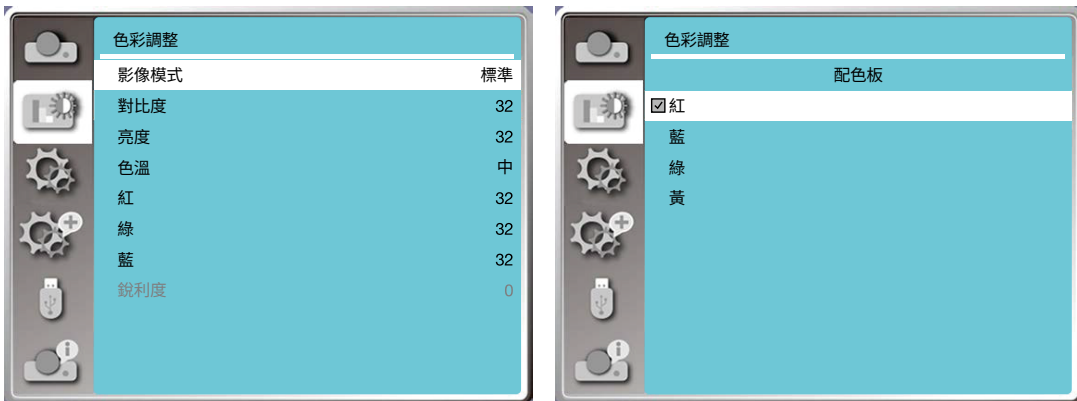 色彩調整
影像模式 標準
對比度 32
亮度 32
色溫 中
紅 32
綠 32
藍 32
銳利度 0
色彩調整
配色板
紅
藍
綠
黃